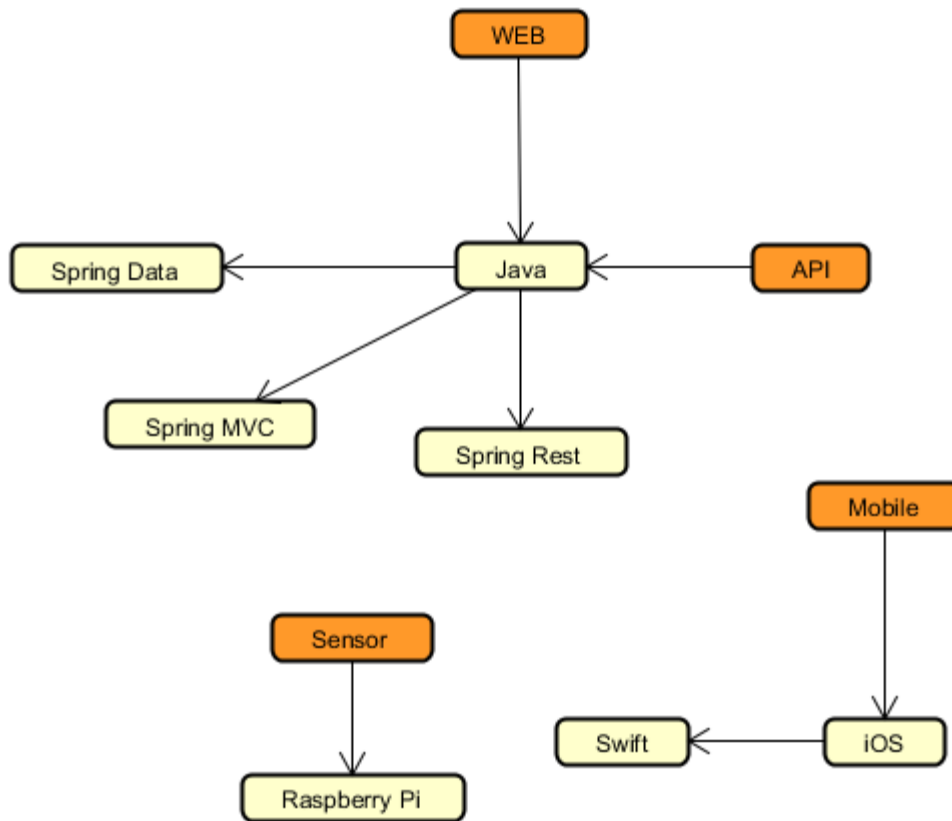 WEB
Spring Data
Java
API
Spring MVC
Spring Rest
Mobile
Sensor
Swift
iOS
Raspberry Pi